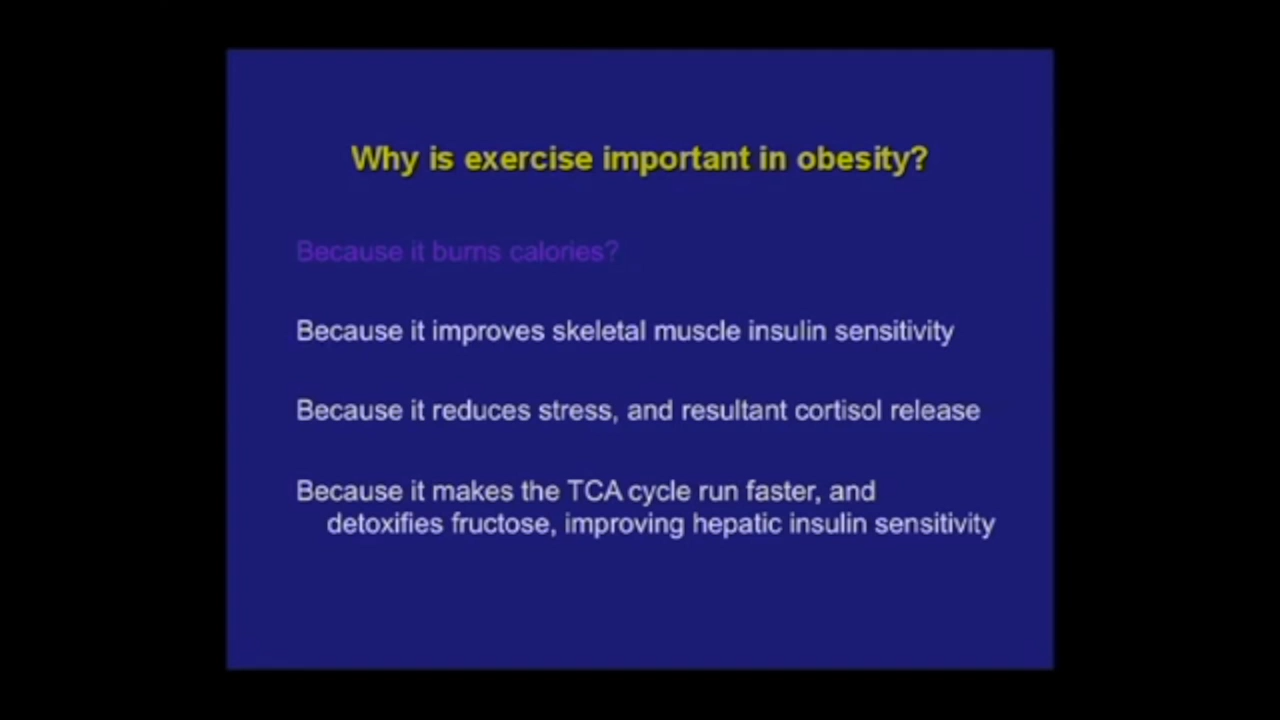 Why is exercise important in obesity?
Because it burns calories?
Because it improves skeletal muscle insulin sensitivity
Because it reduces stress, and resultant cortisol release
Because it makes the TCA cycle run faster, and
detoxifies fructose, improving hepatic insulin sensitivity